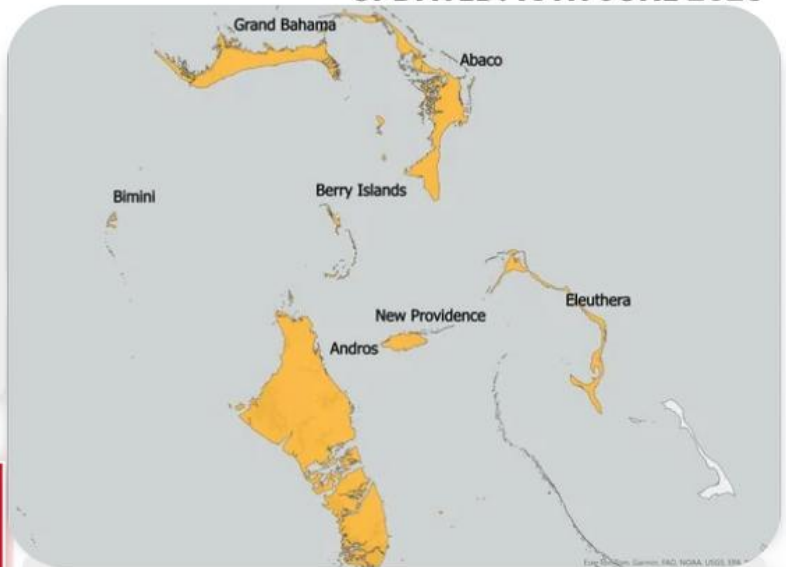 Grand Bahama
Abaco
Bimini
Berry Islands
Eleuthera
New Providence
Andros